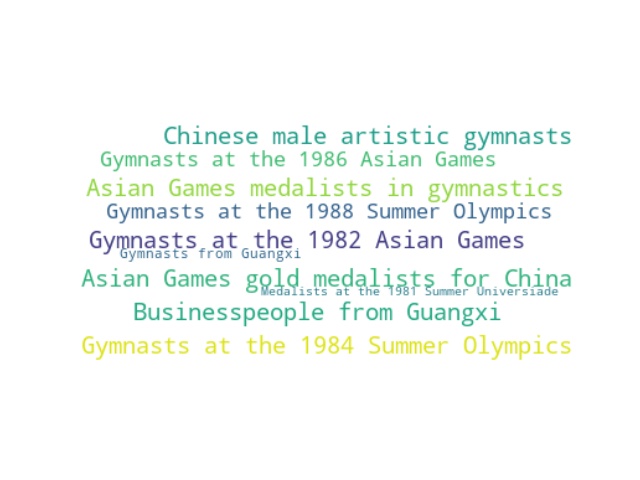 Chinese male artistic gymnasts
Gymnasts at the 1986 Asian Games
Asian Games medalists in gymnastics
Gymnasts at the 1988 Summer Olympics
Gymnasts at the 1982 Asian Games
Gymnasts from Guangxi
Asian Games gold medalists for China
Medalists at the 1981 Summer Universiade
Businesspeople from Guangxi
Gymnasts at the 1984 Summer Olympics